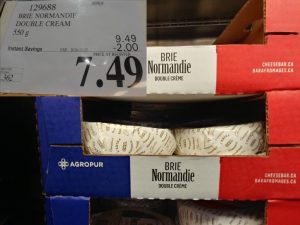 129688
BRIE NORMANDIE
DOUBLE CREAM
550 g
9.49
Instant Savings
-2.00
7.49
BRIE
Normandie
DOUBLE CRÈME
CHEESEBAR.CA
BARAFROMAGES.CA
AGROPUR
BRIE
Normandie
DOUBLE CRÈME
CHEESEBAR.CA
BARAFROMAGES.CA